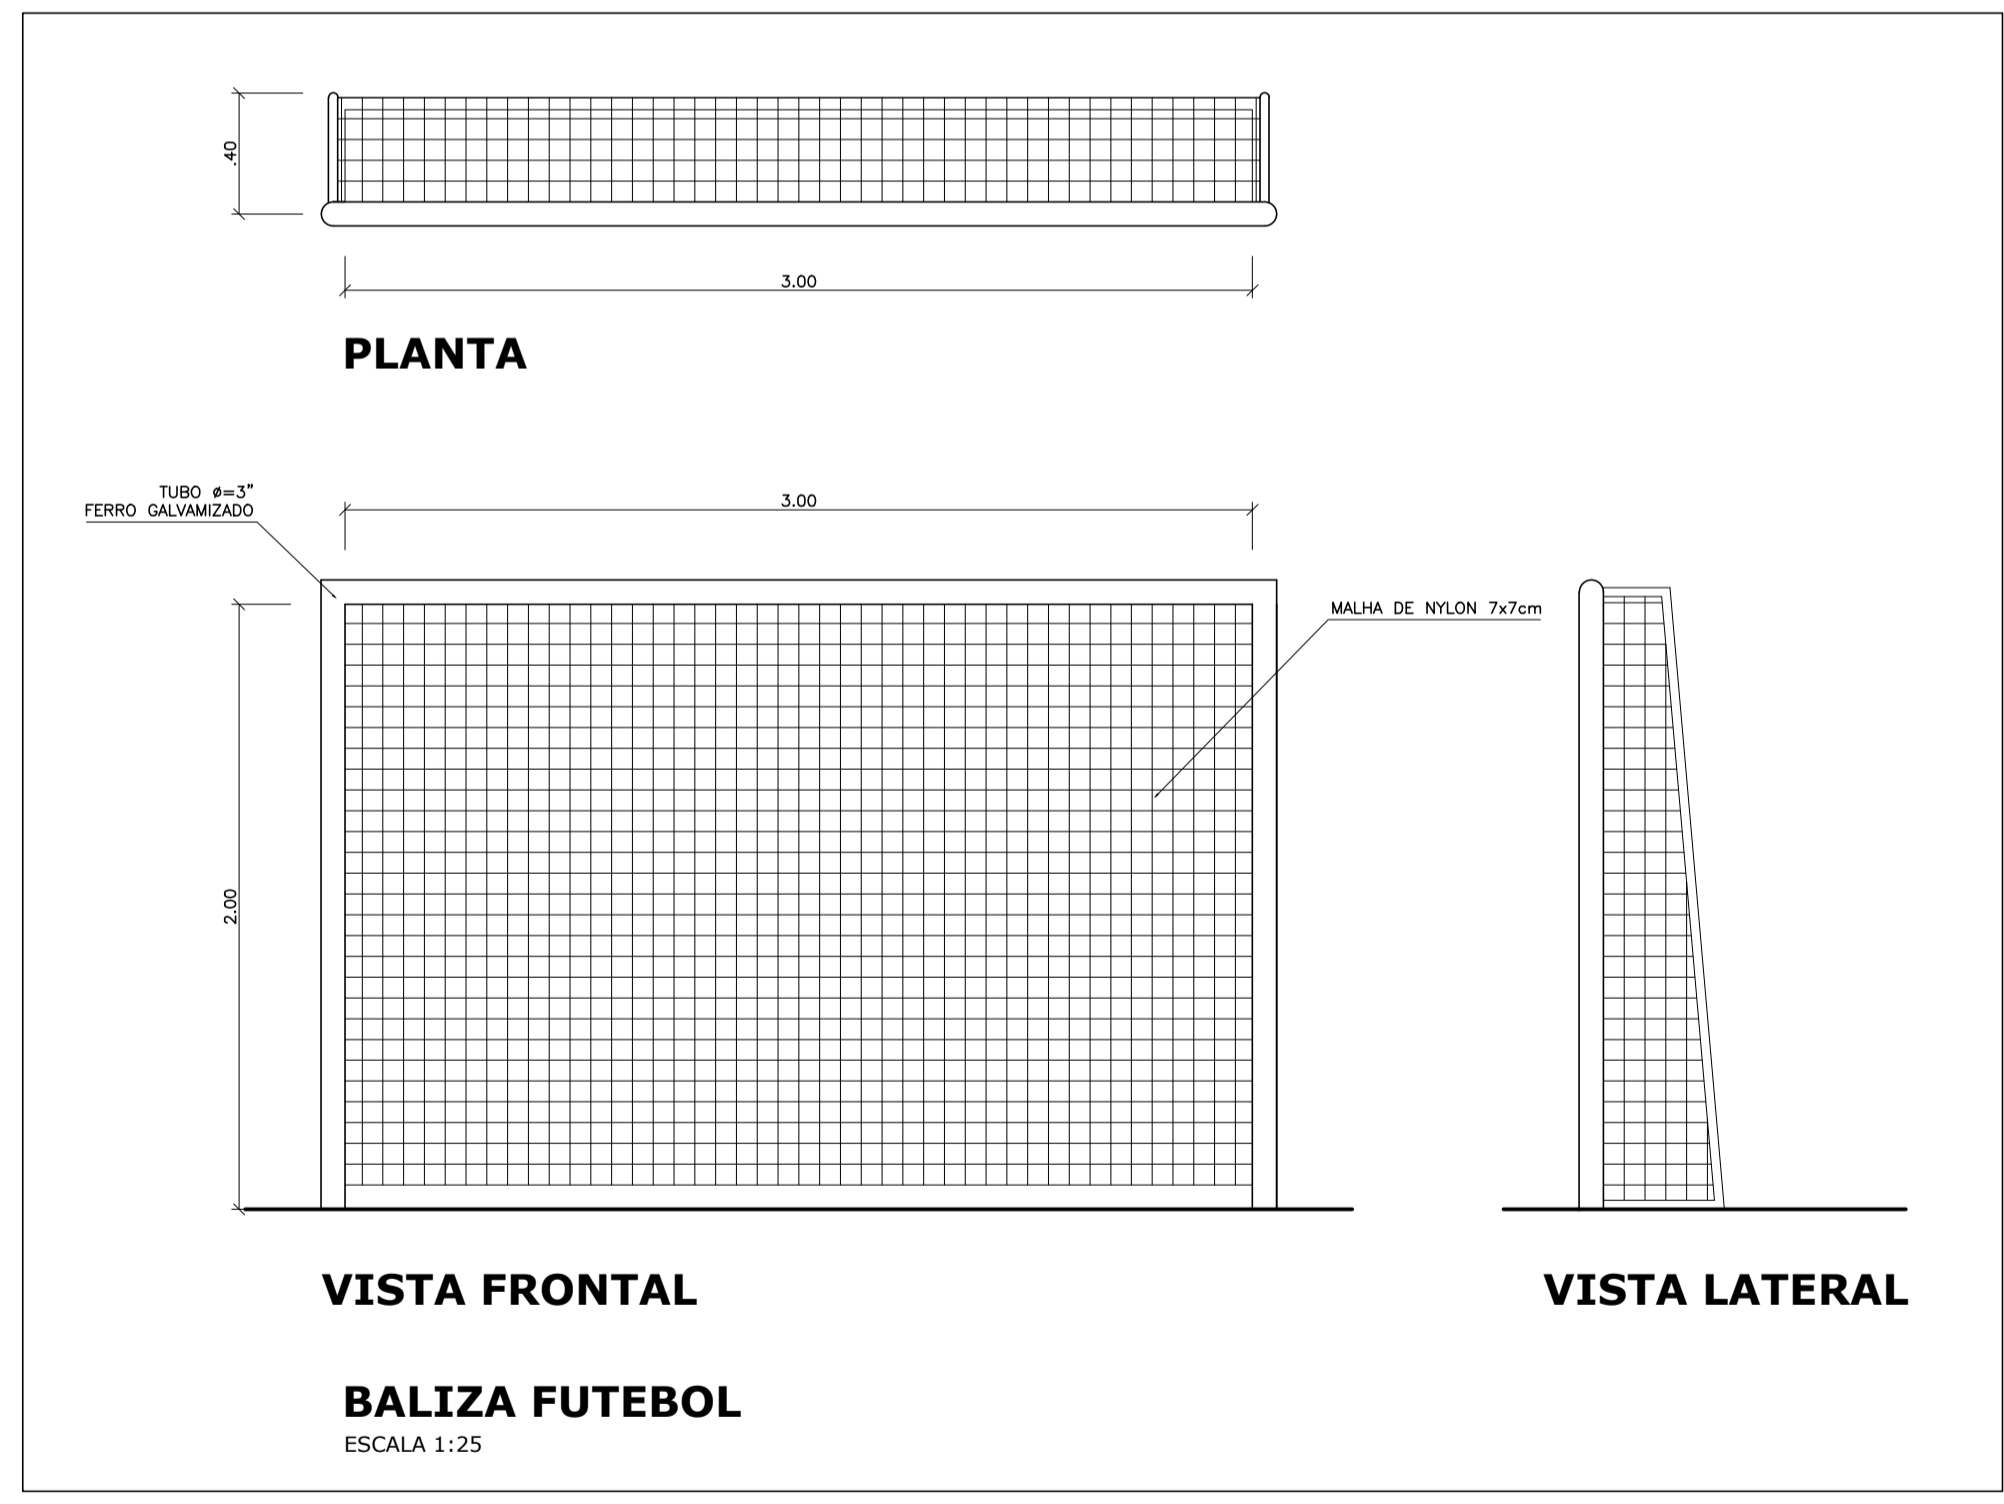 .40
3.00
PLANTA
TUBO ø=3"
FERRO GALVAMIZADO
3.00
MALHA DE NYLON 7x7cm
2.00
VISTA FRONTAL
VISTA LATERAL
BALIZA FUTEBOL
ESCALA 1:25